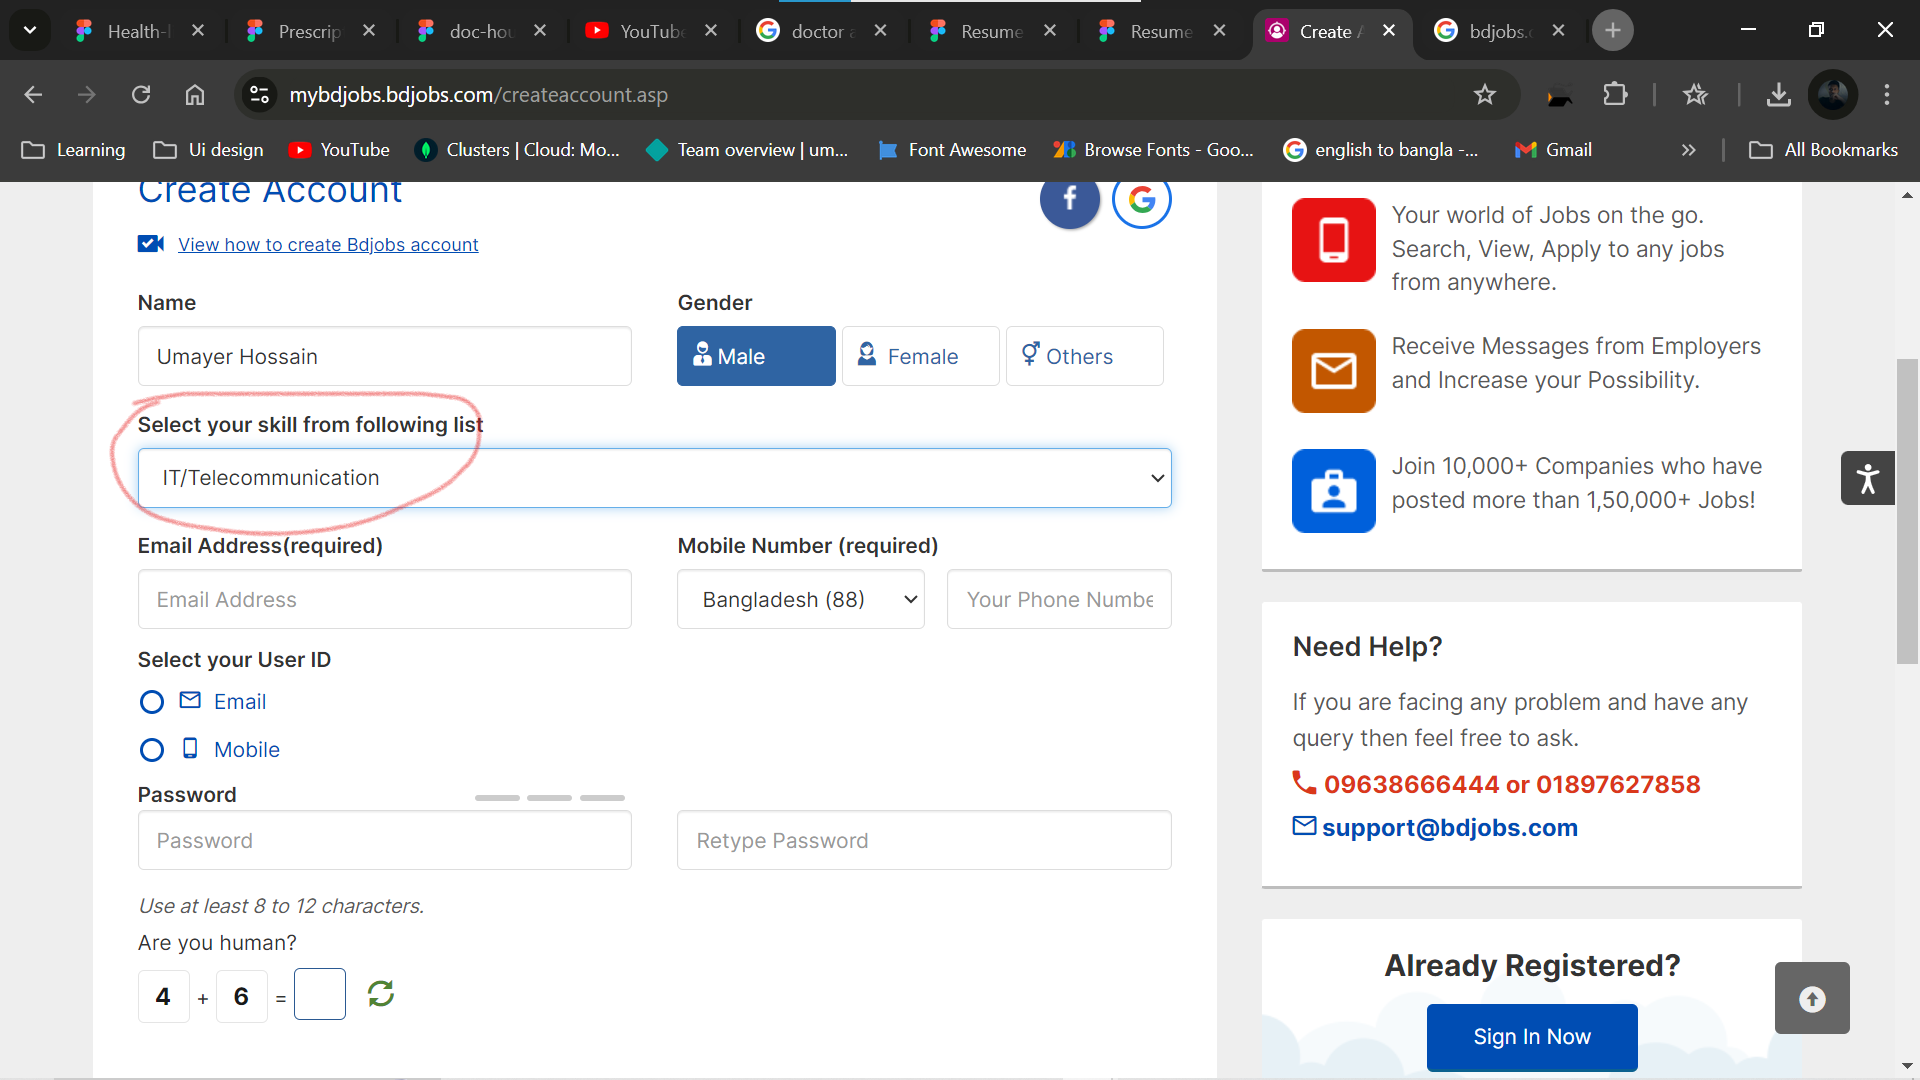 Health-
Prescrip
doc-hou
YouTube
doctor a
Resume
Resume
Create A
bdjobs.c
mybdjobs.bdjobs.com/createaccount.asp
Learning
Ui design
YouTube
Clusters | Cloud: Mo...
Team overview | um...
Font Awesome
Browse Fonts - Goo...
english to bangla -...
Gmail
All Bookmarks
Create Account
View how to create Bdjobs account
Name
Gender
Umayer Hossain
Male
Female
Others
Select your skill from following list
IT/Telecommunication
Email Address(required)
Mobile Number (required)
Email Address
Bangladesh (88)
Your Phone Numbe
Select your User ID
Email
Mobile
Password
Password
Retype Password
Use at least 8 to 12 characters.
Are you human?
4 + 6 =
Your world of Jobs on the go.
Search, View, Apply to any jobs
from anywhere.
Receive Messages from Employers
and Increase your Possibility.
Join 10,000+ Companies who have
posted more than 1,50,000+ Jobs!
Need Help?
If you are facing any problem and have any
query then feel free to ask.
09638666444 or 01897627858
support@bdjobs.com
Already Registered?
Sign In Now